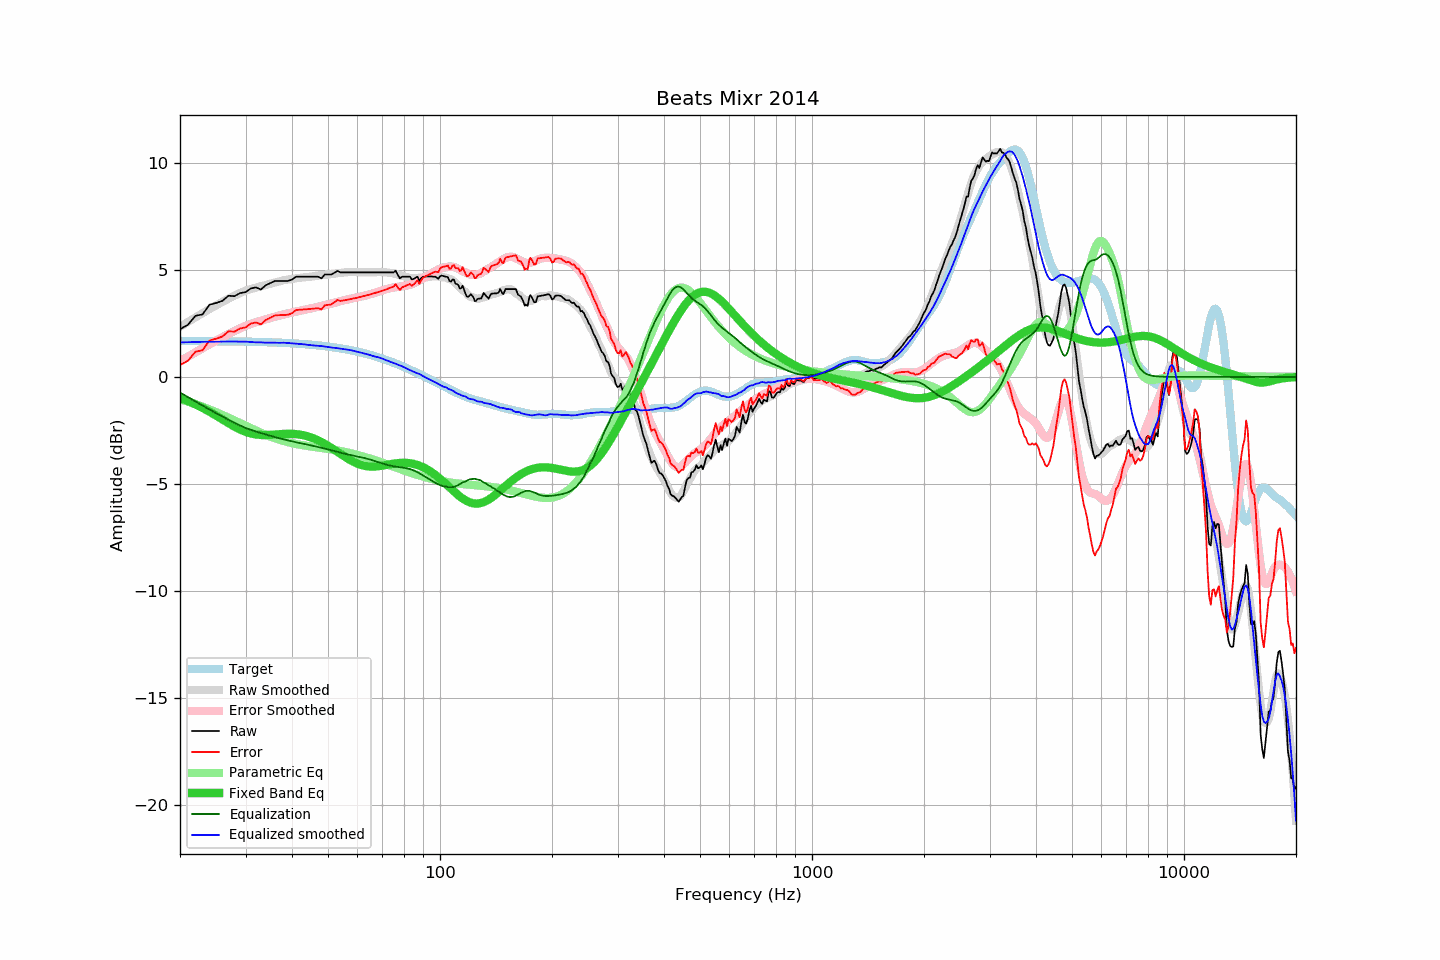 Beats Mixr 2014
10
5
0
−5
−10
−15
−20
Amplitude (dBr)
Target
Raw Smoothed
Error Smoothed
Raw
Error
Parametric Eq
Fixed Band Eq
Equalization
Equalized smoothed
100
1000
10000
Frequency (Hz)